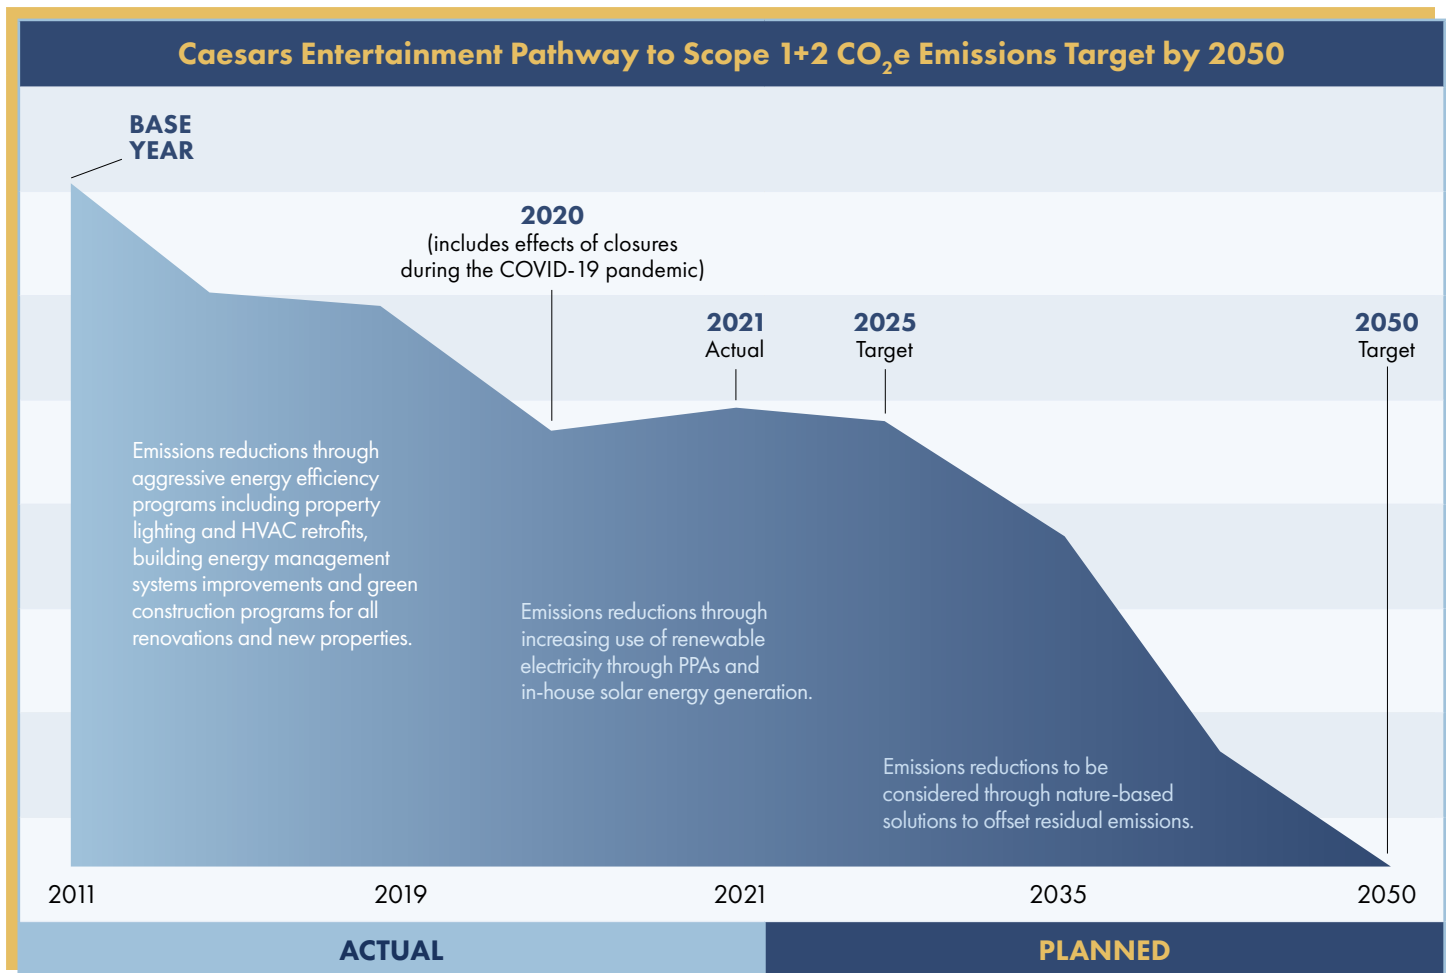 Caesars Entertainment Pathway to Scope 1+2 CO₂e Emissions Target by 2050
BASE
YEAR
2020
(includes effects of closures
during the COVID-19 pandemic)
2021
Actual
2025
Target
2050
Target
Emissions reductions through
aggressive energy efficiency
programs including property
lighting and HVAC retrofits,
building energy management
systems improvements and green
construction programs for all
renovations and new properties.
Emissions reductions through
increasing use of renewable
electricity through PPAs and
in-house solar energy generation.
Emissions reductions to be
considered through nature-based
solutions to offset residual emissions.
2011 2019 2021 2035 2050
ACTUAL PLANNED